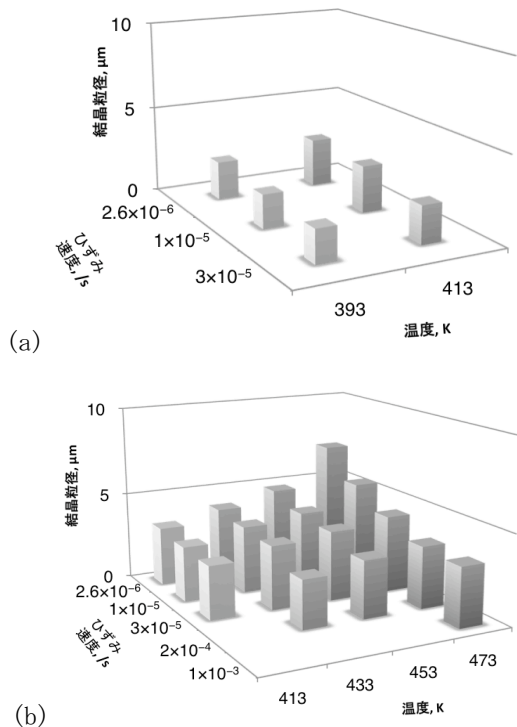 10
5
0
結晶粒径, μm
2.6×10⁻⁶
1×10⁻⁵
3×10⁻⁵
ひずみ
速度, /s
393
413
温度, K
(a)
10
5
0
結晶粒径, μm
2.6×10⁻⁶
1×10⁻⁵
3×10⁻⁵
2×10⁻⁴
1×10⁻³
ひずみ
速度, /s
413
433
453
473
温度, K
(b)